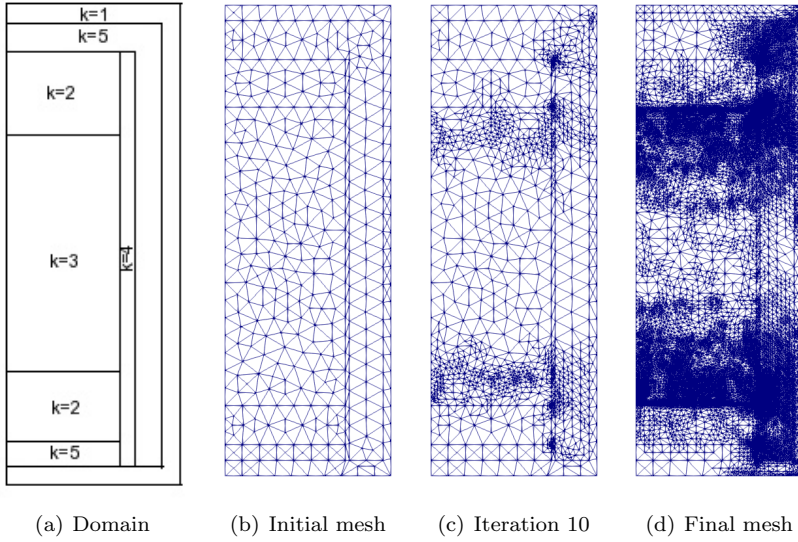 k=1
k=5
k=2
k=3
k=4
k=2
k=5
(a) Domain
(b) Initial mesh
(c) Iteration 10
(d) Final mesh